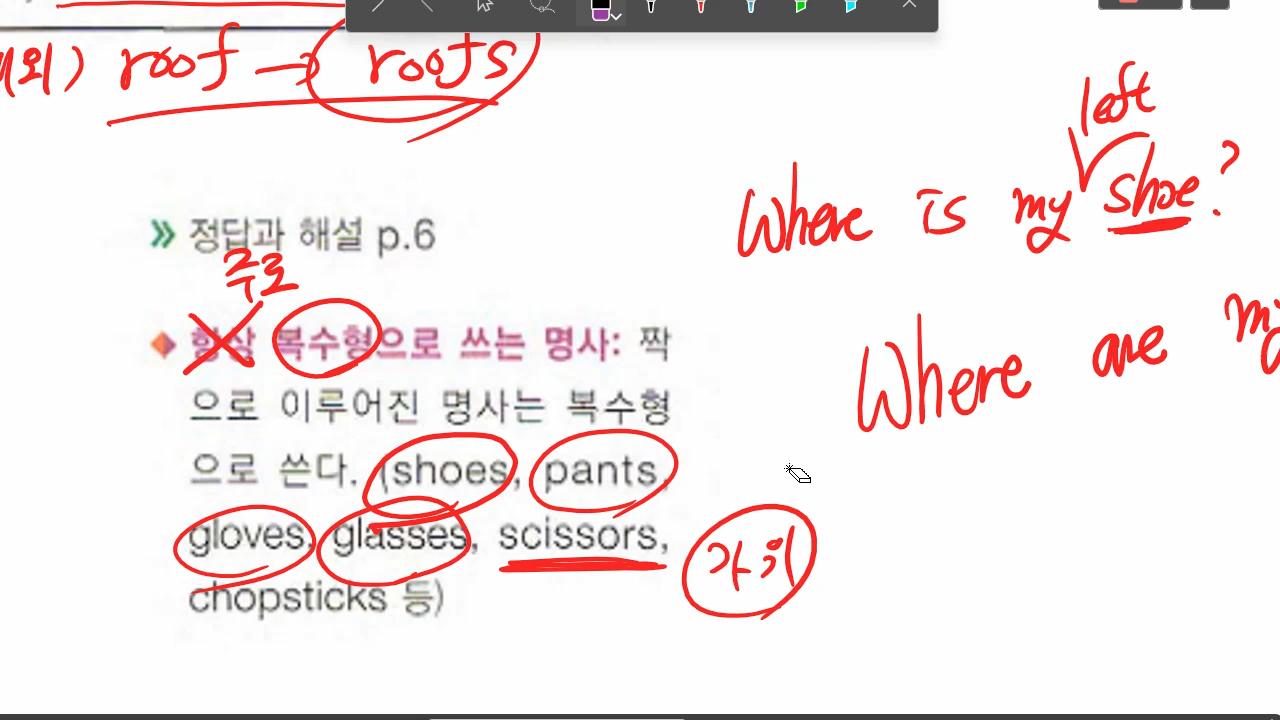 roof → roofs
left
Where is my shoe?
» 정답과 해설 p.6
주로
항상 복수형으로 쓰는 명사: 짝
으로 이루어진 명사는 복수형
으로 쓴다. (shoes, pants,
gloves, glasses, scissors,
chopsticks 등)
가위
Where are my